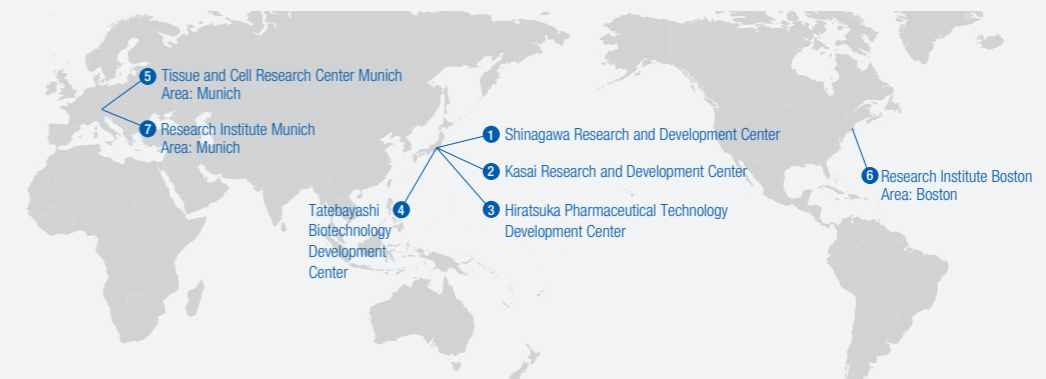 5 Tissue and Cell Research Center Munich
Area: Munich
7 Research Institute Munich
Area: Munich
1 Shinagawa Research and Development Center
2 Kasai Research and Development Center
3 Hiratsuka Pharmaceutical Technology
Development Center
Tatebayashi 4
Biotechnology
Development
Center
6 Research Institute Boston
Area: Boston